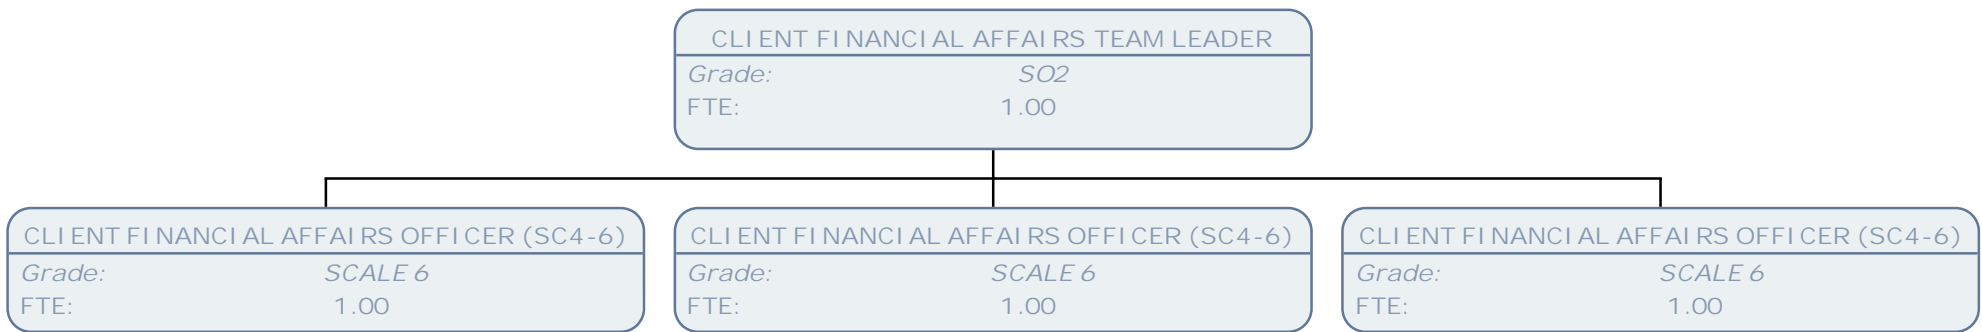 CLIENT FINANCIAL AFFAIRS TEAM LEADER
Grade: SO2
FTE: 1.00
CLIENT FINANCIAL AFFAIRS OFFICER (SC4-6)
Grade: SCALE 6
FTE: 1.00
CLIENT FINANCIAL AFFAIRS OFFICER (SC4-6)
Grade: SCALE 6
FTE: 1.00
CLIENT FINANCIAL AFFAIRS OFFICER (SC4-6)
Grade: SCALE 6
FTE: 1.00